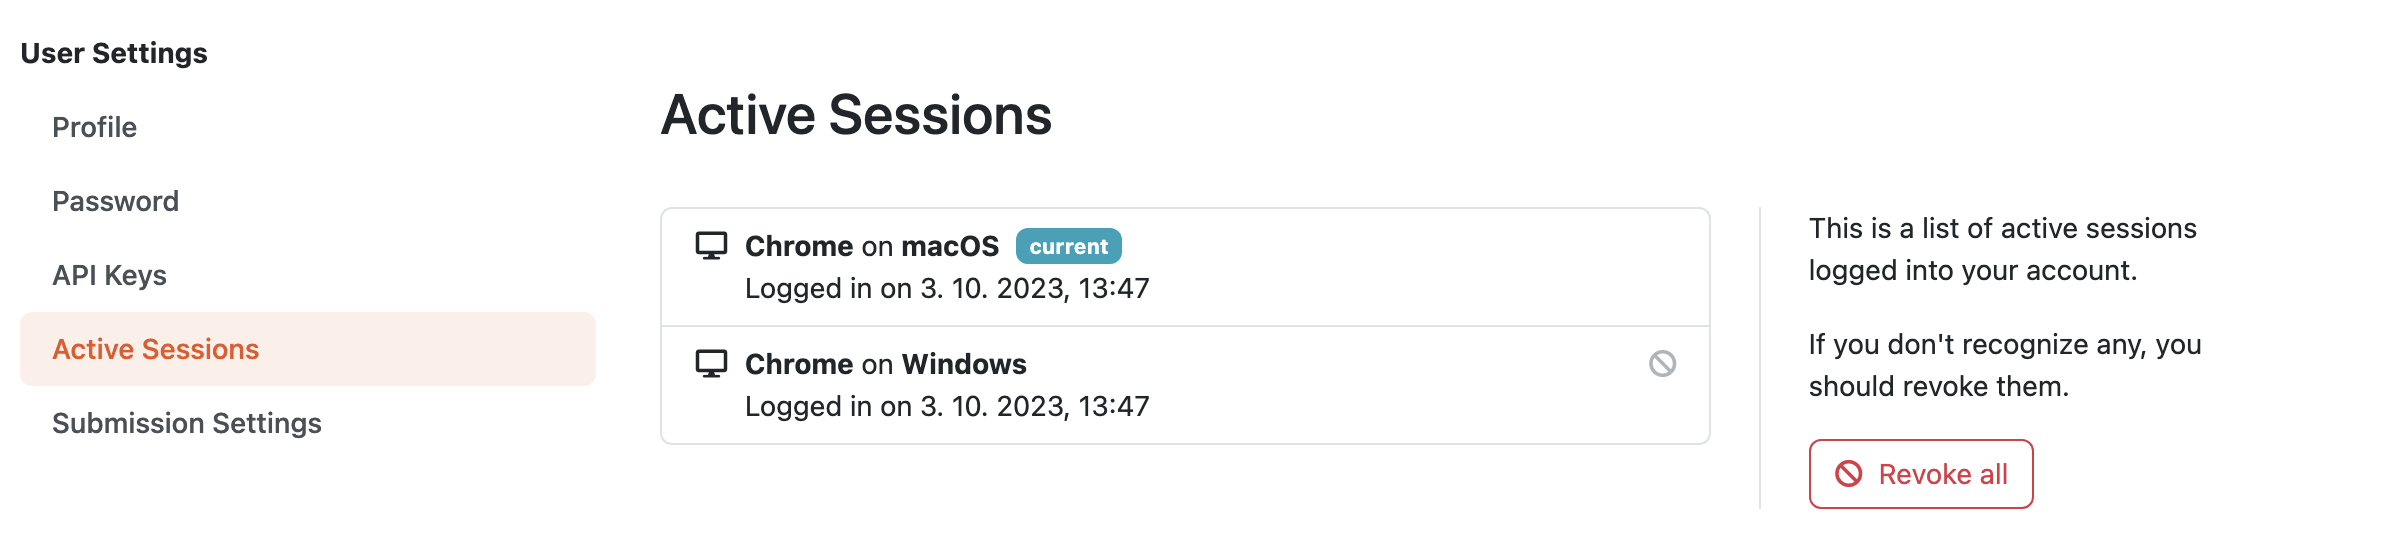 User Settings
Profile
Password
API Keys
Active Sessions
Submission Settings
Active Sessions
Chrome on macOS current
Logged in on 3. 10. 2023, 13:47
Chrome on Windows
Logged in on 3. 10. 2023, 13:47
This is a list of active sessions
logged into your account.
If you don't recognize any, you
should revoke them.
Revoke all